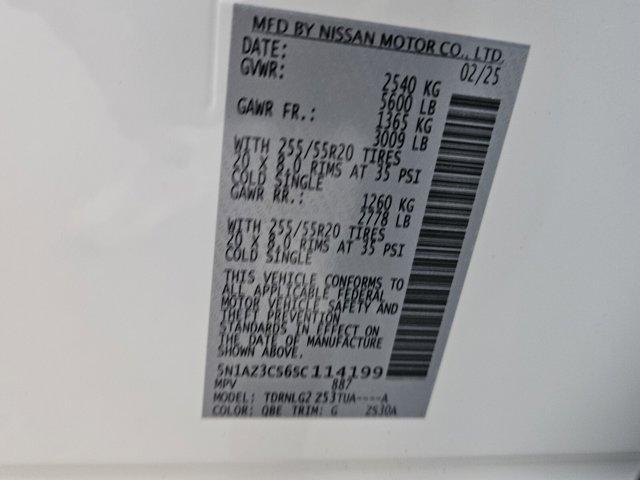 MFD BY NISSAN MOTOR CO., LTD.
DATE: 02/25
GVWR: 2540 KG
5600 LB
GAWR FR.: 1365 KG
3009 LB
WITH 255/55R20 TIRES
20 X 8.0 RIMS AT 35 PSI
COLD SINGLE
GAWR RR.: 1260 KG
2778 LB
WITH 255/55R20 TIRES
20 X 8.0 RIMS AT 35 PSI
COLD SINGLE
THIS VEHICLE CONFORMS TO
ALL APPLICABLE FEDERAL
MOTOR VEHICLE SAFETY AND
THEFT PREVENTION
STANDARDS IN EFFECT ON
THE DATE OF MANUFACTURE
SHOWN ABOVE.
5N1AZ3CS6SC114199
MPV 887
MODEL: TDRNLG2 Z53TUA----A
COLOR: QBE TRIM: G ZS30A